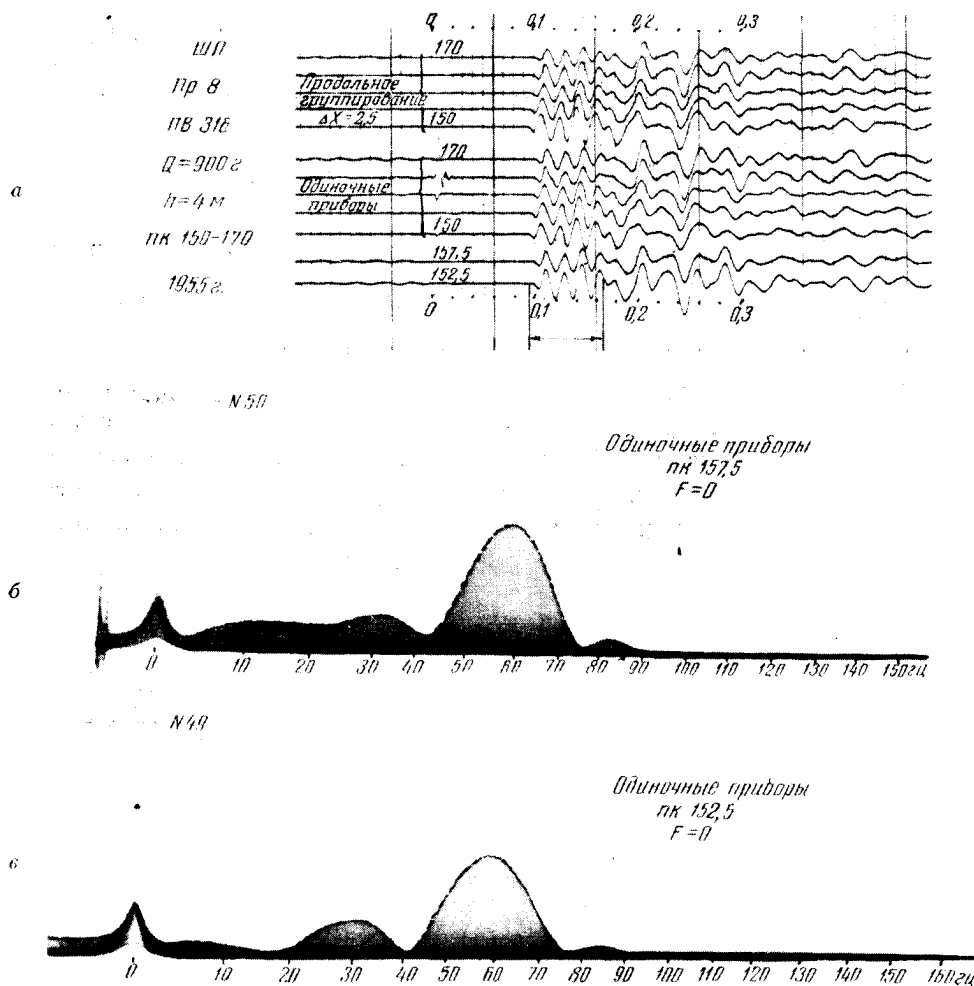 0 0,1 0,2 0,3
ШП
Пр 8
ПВ 316
Q=900 г
h=4 м
пк 150-170
1955 г.
170
Продольное
группирование
ΔX=2,5
150
170
Одиночные
приборы
150
157,5
152,5
0 0,1 0,2 0,3
а
N 50
Одиночные приборы
пк 157,5
F=0
б
0 10 20 30 40 50 60 70 80 90 100 110 120 130 140 150гц
N 49
Одиночные приборы
пк 152,5
F=0
в
0 10 20 30 40 50 60 70 80 90 100 110 120 130 140 150 160гц